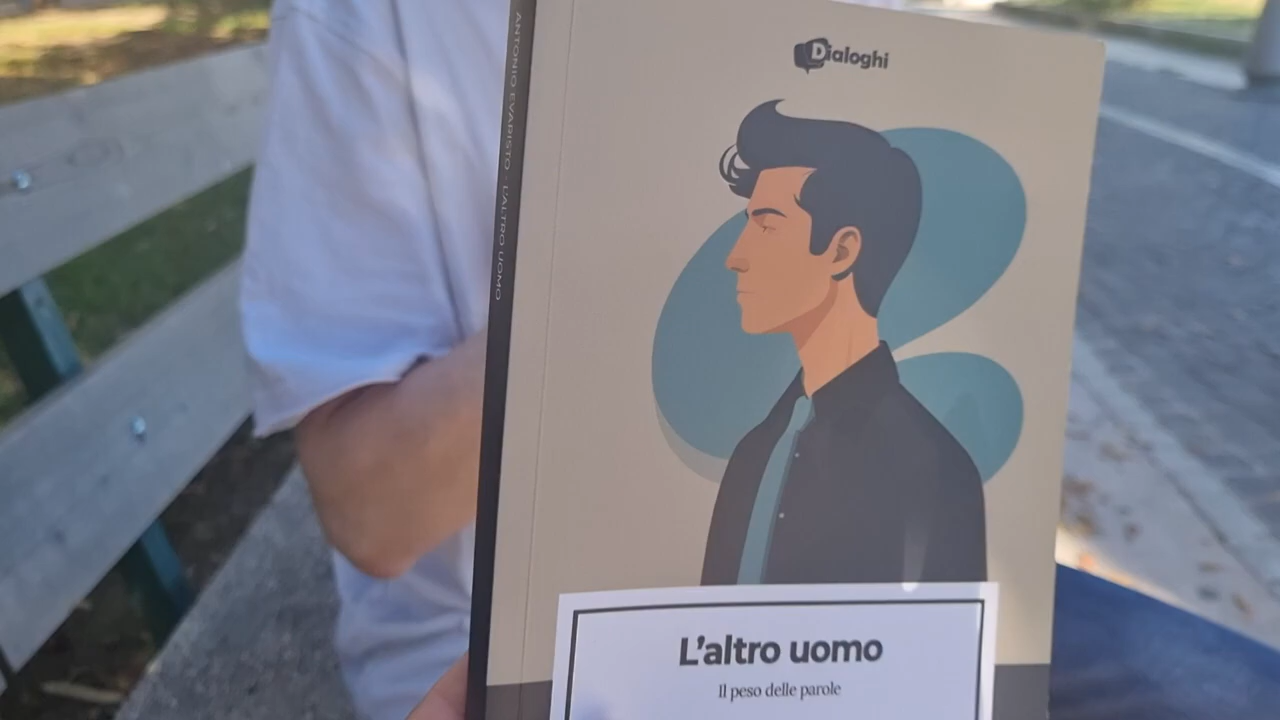 ANTONIO EVARISTO - L'ALTRO UOMO
Dialoghi
L'altro uomo
Il peso delle parole